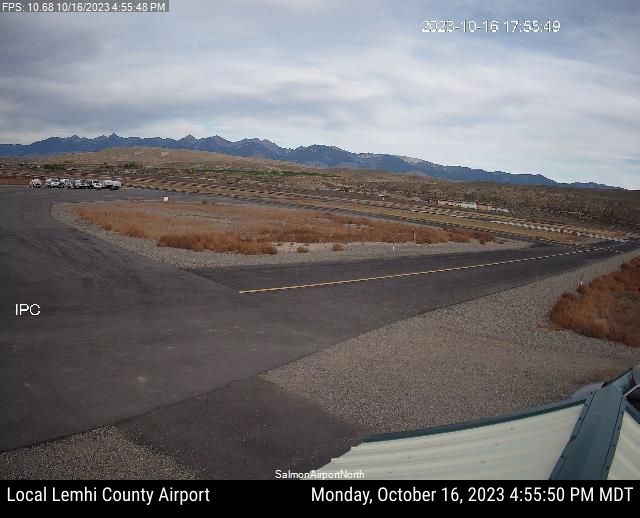 FPS: 10.68 10/16/2023 4:55:48 PM
2023-10-16 17:55:49
IPC
SalmonAirportNorth
Local Lemhi County Airport Monday, October 16, 2023 4:55:50 PM MDT